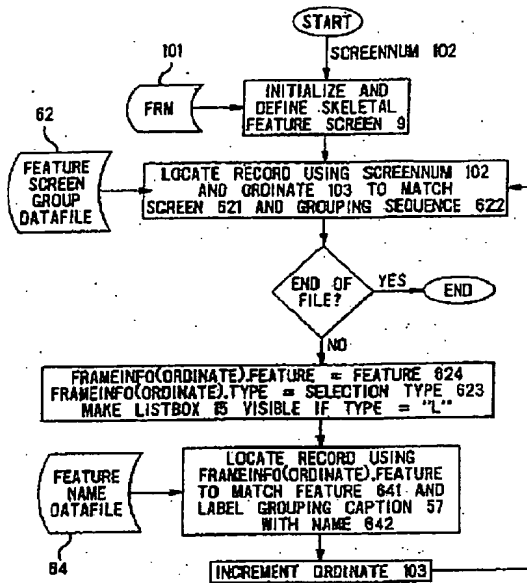 START
SCREENNUM 102
101
FRM
INITIALIZE AND
DEFINE SKELETAL
FEATURE SCREEN 9
62
FEATURE
SCREEN
GROUP
DATAFILE
LOCATE RECORD USING SCREENNUM 102
AND ORDINATE 103 TO MATCH
SCREEN 621 AND GROUPING SEQUENCE 622
END OF
FILE?
YES
END
NO
FRAMEINFO(ORDINATE).FEATURE = FEATURE 624
FRAMEINFO(ORDINATE).TYPE = SELECTION TYPE 623
MAKE LISTBOX 15 VISIBLE IF TYPE = "L"
FEATURE
NAME
DATAFILE
64
LOCATE RECORD USING
FRAMEINFO(ORDINATE).FEATURE
TO MATCH FEATURE 641 AND
LABEL GROUPING CAPTION 57
WITH NAME 642
INCREMENT ORDINATE 103